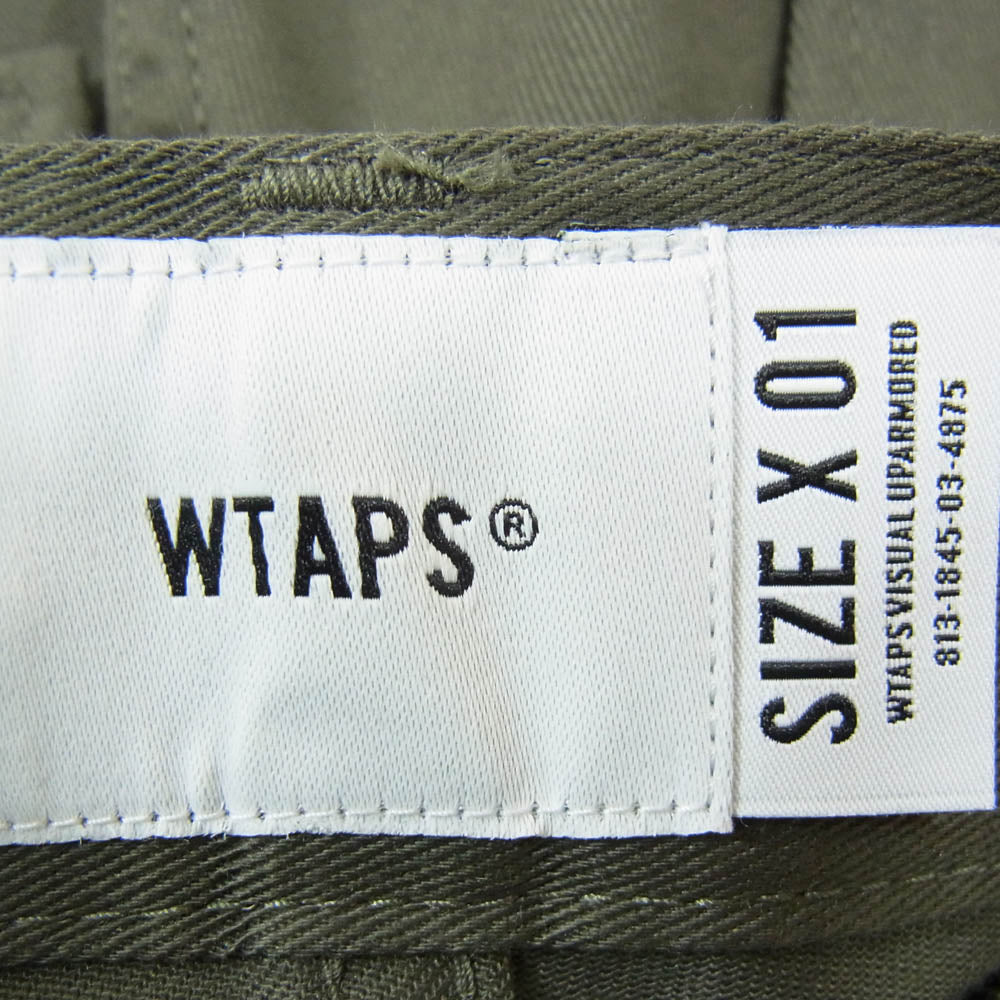 WTAPS®
SIZE X 01
WTAPS VISUAL UPARMORED
813-1845-03-4875